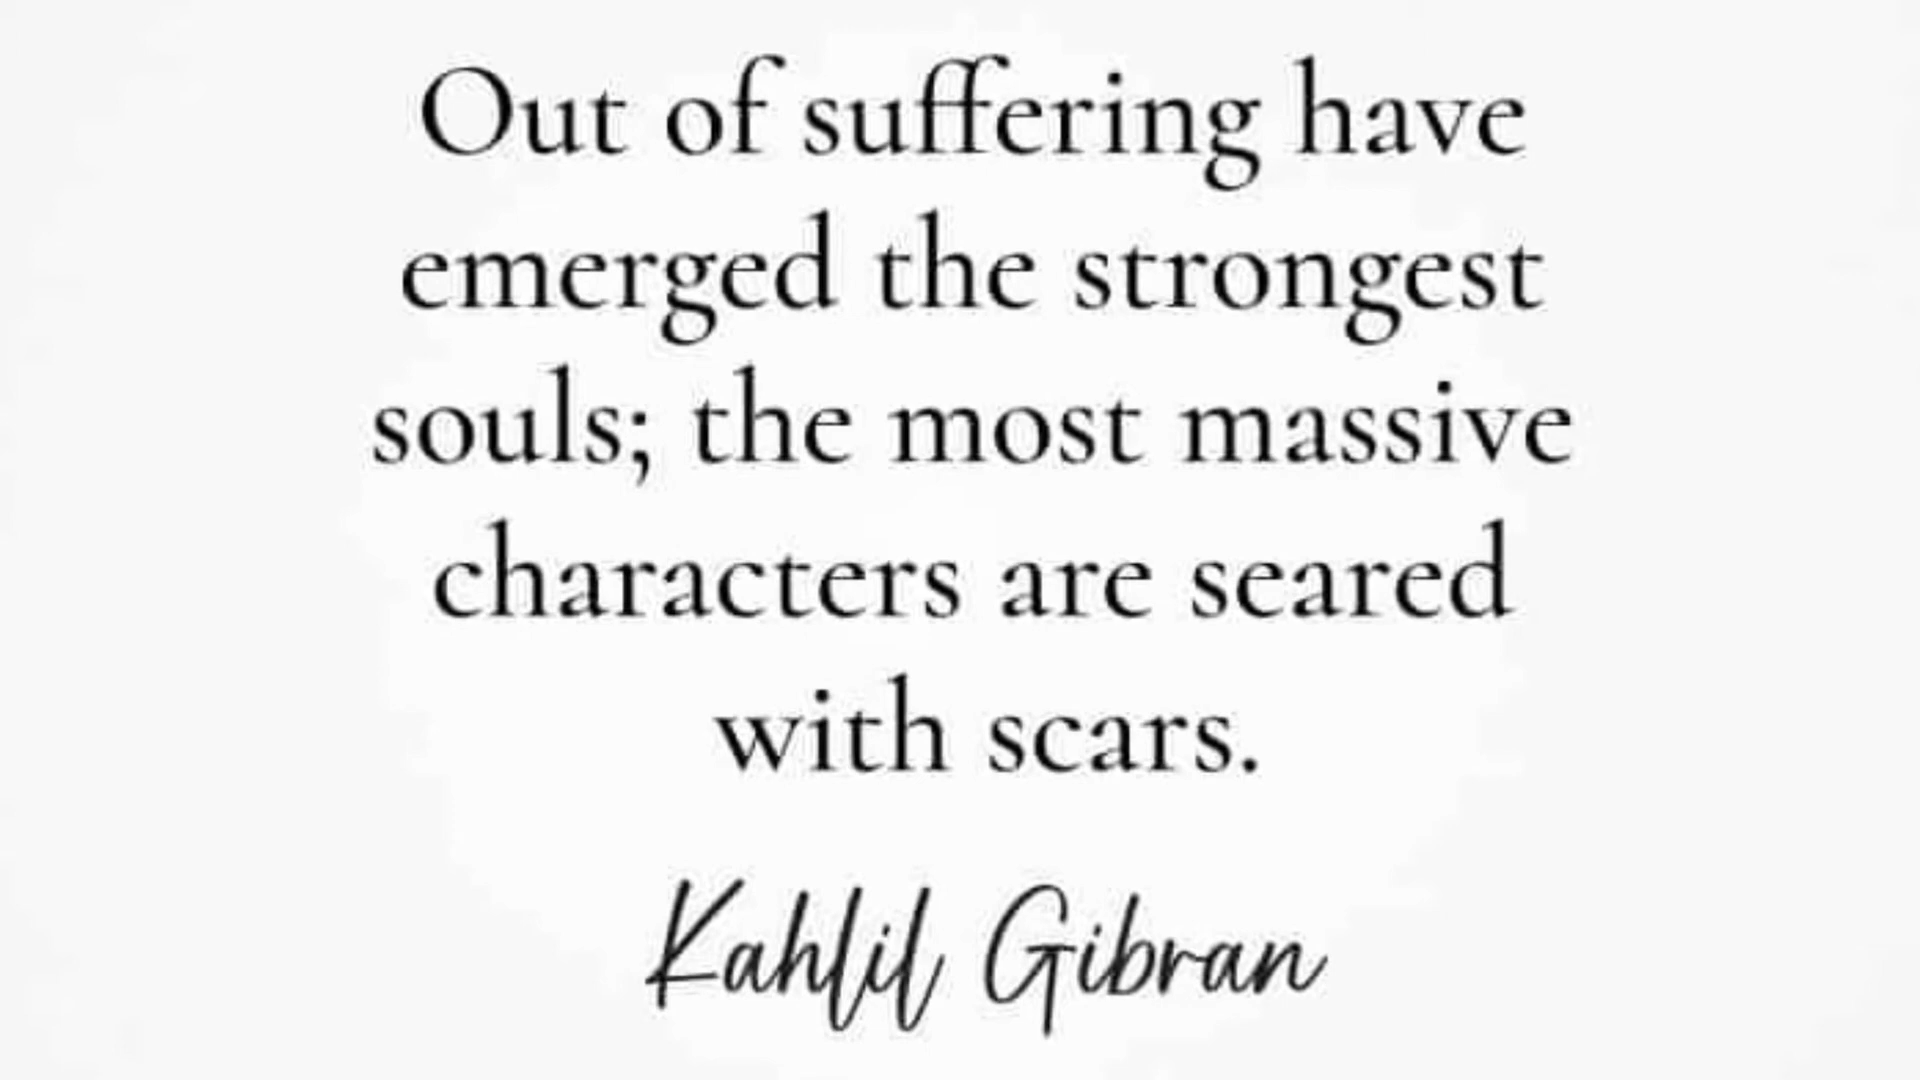 Out of suffering have
emerged the strongest
souls; the most massive
characters are seared
with scars.
Kahlil Gibran